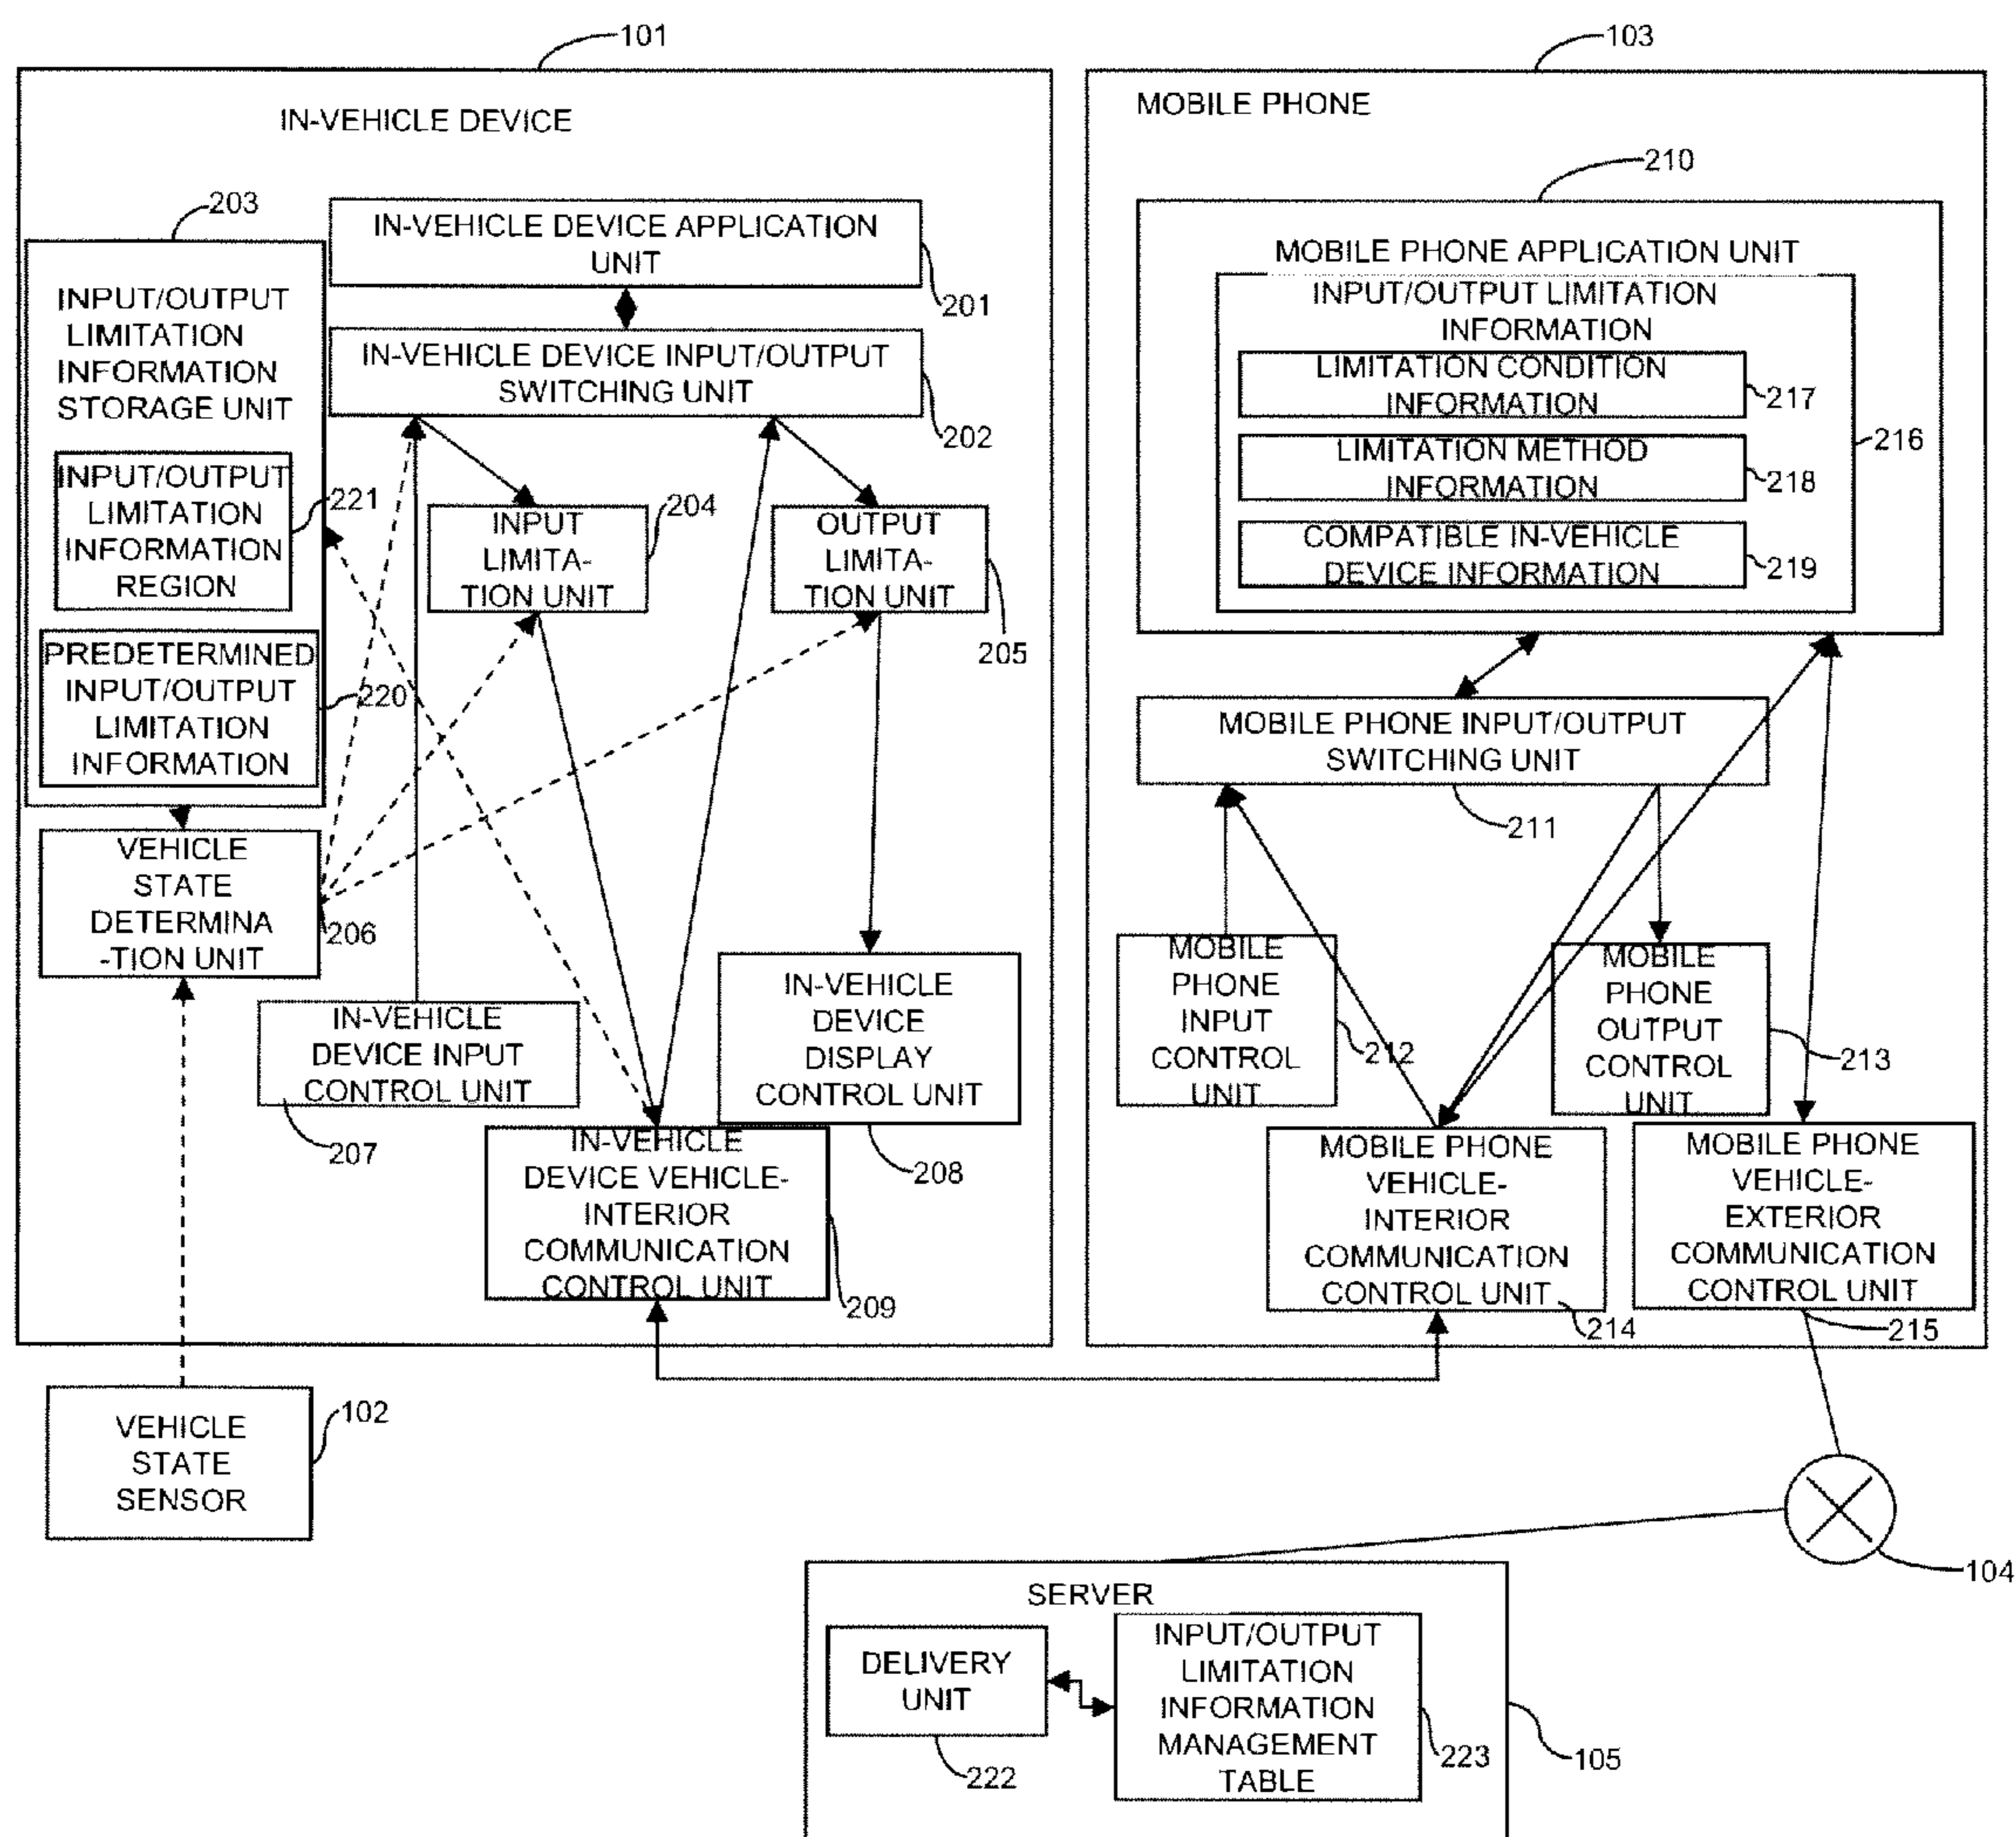 101
103
IN-VEHICLE DEVICE
203
IN-VEHICLE DEVICE APPLICATION
UNIT
201
INPUT/OUTPUT
LIMITATION
INFORMATION
STORAGE UNIT
IN-VEHICLE DEVICE INPUT/OUTPUT
SWITCHING UNIT
202
INPUT/OUTPUT
LIMITATION
INFORMATION
REGION
221
INPUT
LIMITA-
TION UNIT
204
OUTPUT
LIMITA-
TION UNIT
205
PREDETERMINED
INPUT/OUTPUT
LIMITATION
INFORMATION
220
VEHICLE
STATE
DETERMINA
-TION UNIT
206
IN-VEHICLE
DEVICE INPUT
CONTROL UNIT
207
IN-VEHICLE
DEVICE
DISPLAY
CONTROL UNIT
208
IN-VEHICLE
DEVICE VEHICLE-
INTERIOR
COMMUNICATION
CONTROL UNIT
209
VEHICLE
STATE
SENSOR
102
MOBILE PHONE
210
MOBILE PHONE APPLICATION UNIT
INPUT/OUTPUT LIMITATION
INFORMATION
LIMITATION CONDITION
INFORMATION
217
216
LIMITATION METHOD
INFORMATION
218
COMPATIBLE IN-VEHICLE
DEVICE INFORMATION
219
MOBILE PHONE INPUT/OUTPUT
SWITCHING UNIT
211
MOBILE
PHONE
INPUT
CONTROL
UNIT
212
MOBILE
PHONE
OUTPUT
CONTROL
UNIT
213
MOBILE PHONE
VEHICLE-
INTERIOR
COMMUNICATION
CONTROL UNIT
214
MOBILE PHONE
VEHICLE-
EXTERIOR
COMMUNICATION
CONTROL UNIT
215
104
SERVER
DELIVERY
UNIT
222
INPUT/OUTPUT
LIMITATION
INFORMATION
MANAGEMENT
TABLE
223
105